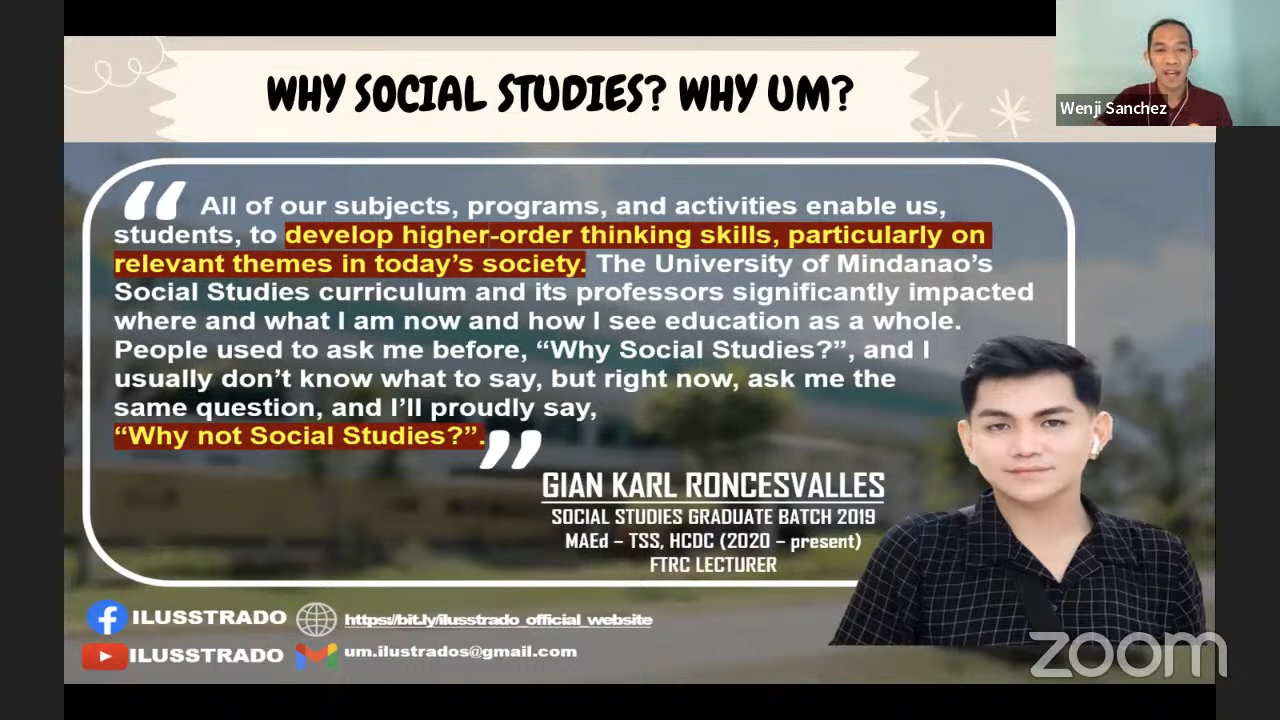 WHY SOCIAL STUDIES? WHY UM?
Wenji Sanchez
“ All of our subjects, programs, and activities enable us,
students, to develop higher-order thinking skills, particularly on
relevant themes in today’s society. The University of Mindanao’s
Social Studies curriculum and its professors significantly impacted
where and what I am now and how I see education as a whole.
People used to ask me before, “Why Social Studies?”, and I
usually don’t know what to say, but right now, ask me the
same question, and I’ll proudly say,
“Why not Social Studies?”. ”
GIAN KARL RONCESVALLES
SOCIAL STUDIES GRADUATE BATCH 2019
MAEd – TSS, HCDC (2020 – present)
FTRC LECTURER
ILUSSTRADO
https://bit.ly/ilusstrado_official_website
ILUSSTRADO
um.ilustrados@gmail.com
zoom